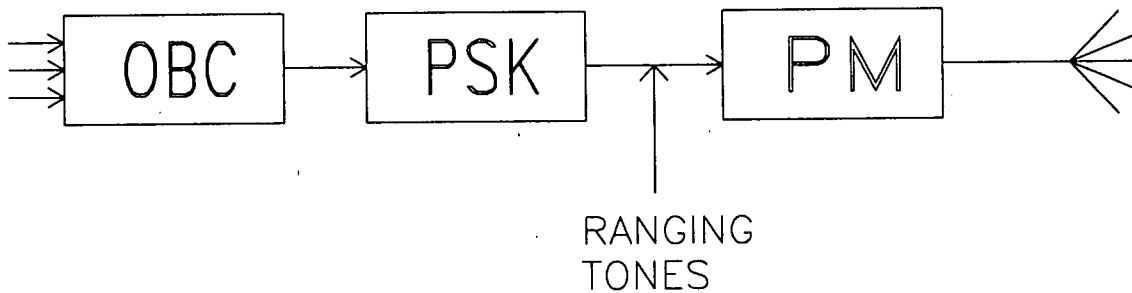 OBC
PSK
PM
RANGING
TONES